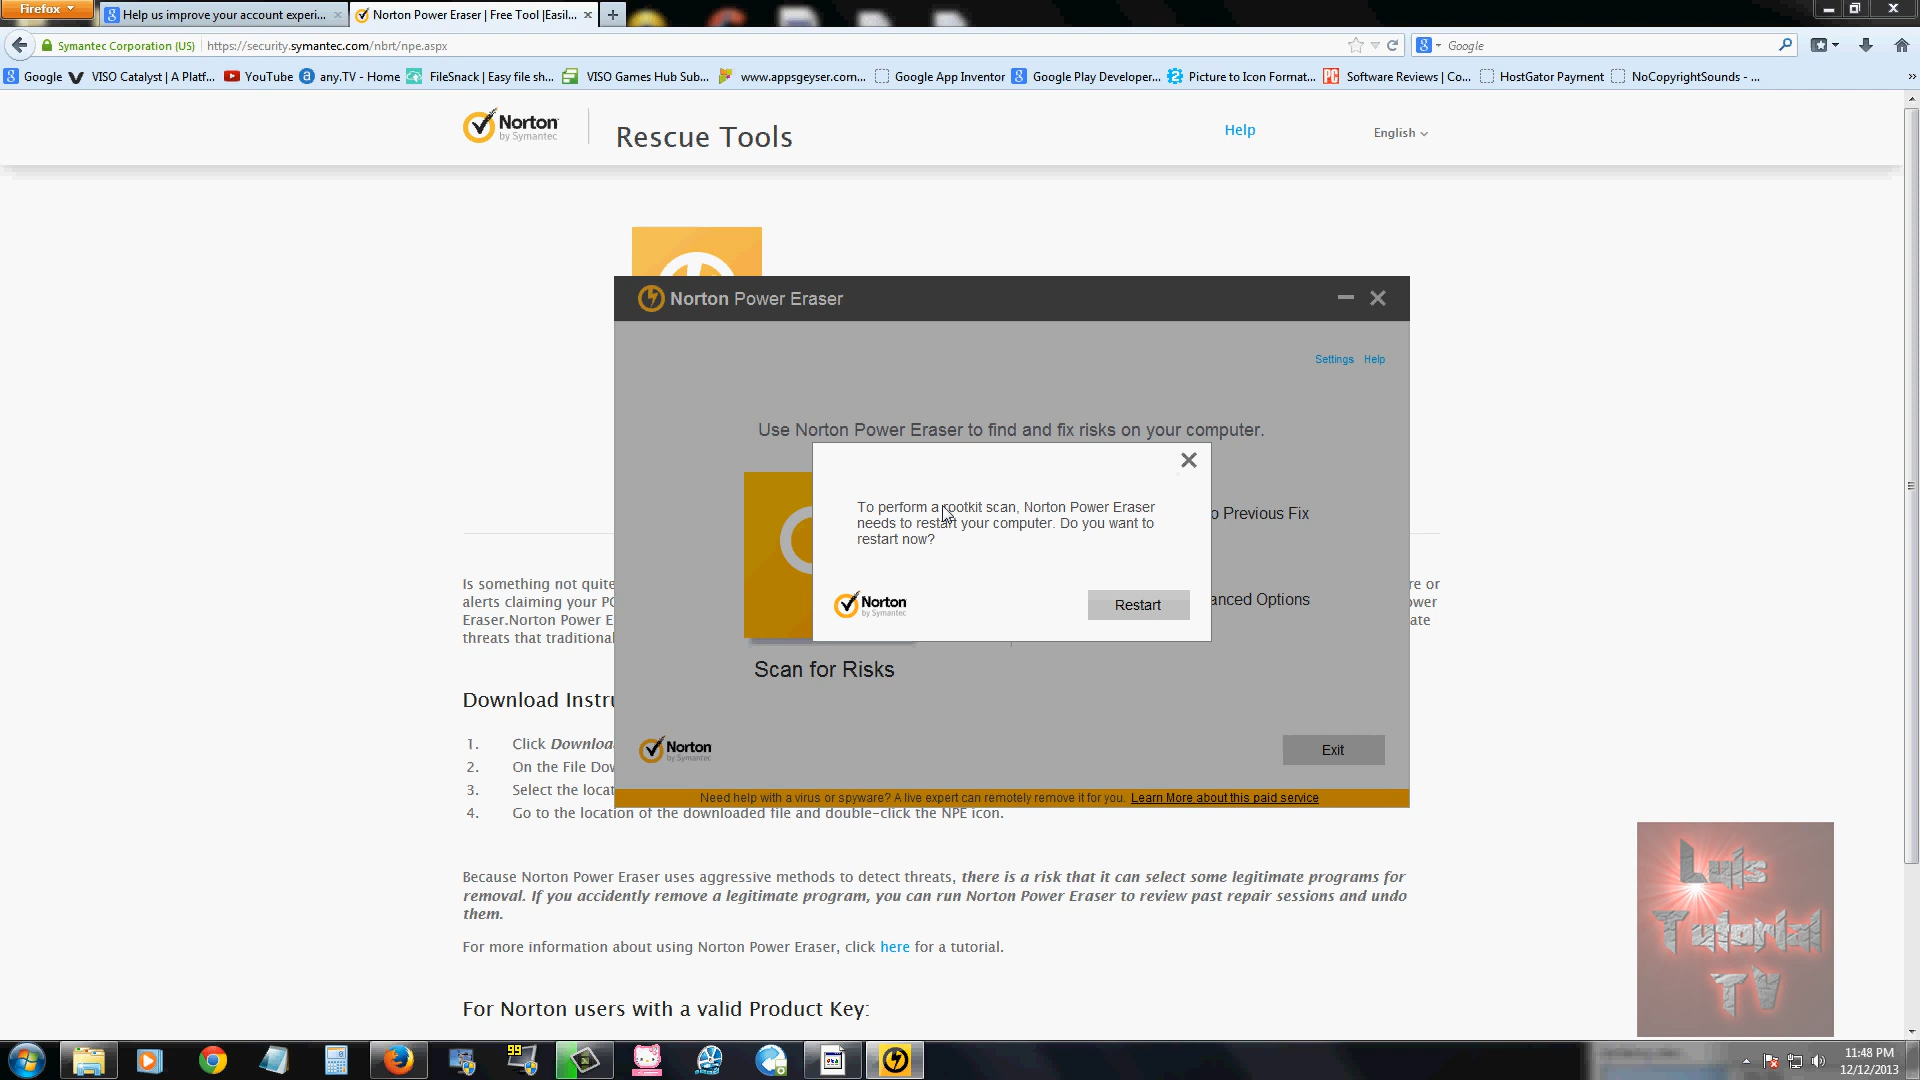 Firefox
Help us improve your account experi...
Norton Power Eraser | Free Tool |Easil...
Symantec Corporation (US)
https://security.symantec.com/nbrt/npe.aspx
Google
Google
VISO Catalyst | A Platf...
YouTube
any.TV - Home
FileSnack | Easy file sh...
VISO Games Hub Sub...
www.appsgeyser.com...
Google App Inventor
Google Play Developer...
Picture to Icon Format...
Software Reviews | Co...
HostGator Payment
NoCopyrightSounds - ...
Norton
by Symantec
Rescue Tools
Help
English
Norton Power Eraser
Settings
Help
Use Norton Power Eraser to find and fix risks on your computer.
To perform a rootkit scan, Norton Power Eraser
needs to restart your computer. Do you want to
restart now?
Norton
by Symantec
Restart
o Previous Fix
anced Options
Scan for Risks
Norton
by Symantec
Exit
Need help with a virus or spyware? A live expert can remotely remove it for you. Learn More about this paid service
Is something not quite
re or
alerts claiming your PC
ower
Eraser.Norton Power E
ate
threats that traditional
Download Instru
1. Click Downloa
2. On the File Dow
3. Select the locat
4. Go to the location of the downloaded file and double-click the NPE icon.
Because Norton Power Eraser uses aggressive methods to detect threats, there is a risk that it can select some legitimate programs for
removal. If you accidently remove a legitimate program, you can run Norton Power Eraser to review past repair sessions and undo
them.
For more information about using Norton Power Eraser, click here for a tutorial.
For Norton users with a valid Product Key:
Luis
Tutorial
TV
99
11:48 PM
12/12/2013